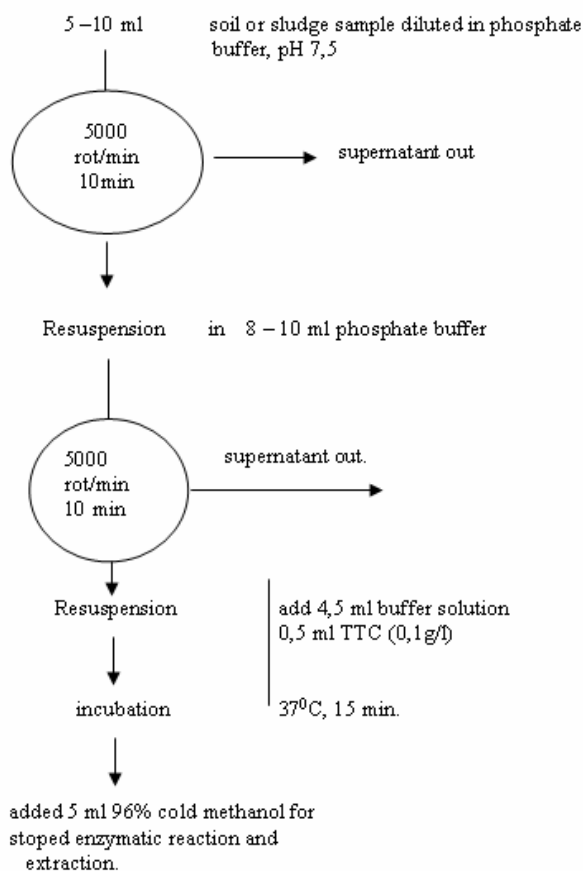 5 –10 ml soil or sludge sample diluted in phosphate
buffer, pH 7,5
5000
rot/min
10min
supernatant out
Resuspension in 8 – 10 ml phosphate buffer
5000
rot/min
10 min
supernatant out.
Resuspension
add 4,5 ml buffer solution
0,5 ml TTC (0,1g/l)
incubation
37⁰C, 15 min.
added 5 ml 96% cold methanol for
stoped enzymatic reaction and
extraction.